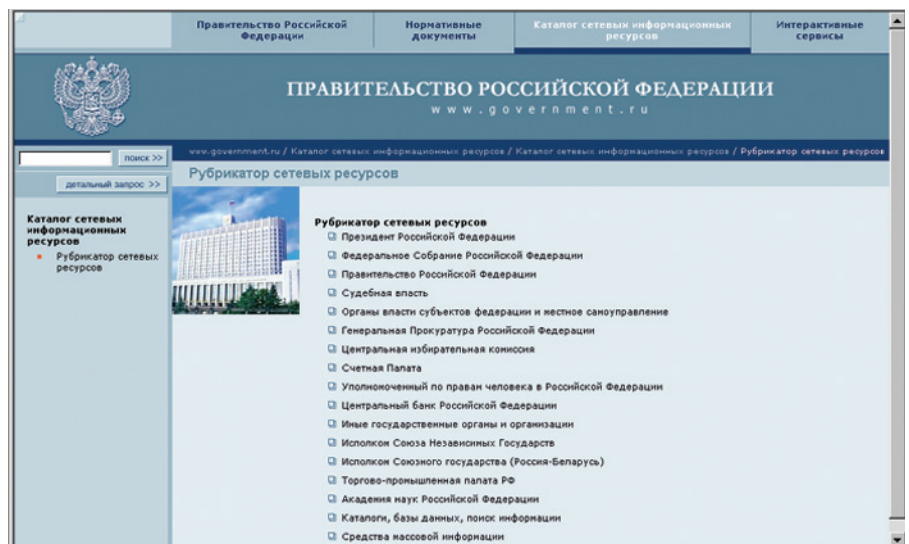 Правительство Российской
Федерации
Нормативные
документы
Каталог сетевых информационных
ресурсов
Интерактивные
сервисы
ПРАВИТЕЛЬСТВО РОССИЙСКОЙ ФЕДЕРАЦИИ
www.government.ru
поиск >>
www.government.ru / Каталог сетевых информационных ресурсов / Каталог сетевых информационных ресурсов / Рубрикатор сетевых ресурсов
детальный запрос >>
Рубрикатор сетевых ресурсов
Каталог сетевых
информационных
ресурсов
Рубрикатор сетевых
ресурсов
Рубрикатор сетевых ресурсов
Президент Российской Федерации
Федеральное Собрание Российской Федерации
Правительство Российской Федерации
Судебная власть
Органы власти субъектов федерации и местное самоуправление
Генеральная Прокуратура Российской Федерации
Центральная избирательная комиссия
Счетная Палата
Уполномоченный по правам человека в Российской Федерации
Центральный банк Российской Федерации
Иные государственные органы и организации
Исполком Союза Независимых Государств
Исполком Союзного государства (Россия-Беларусь)
Торгово-промышленная палата РФ
Академия наук Российской Федерации
Каталоги, базы данных, поиск информации
Средства массовой информации